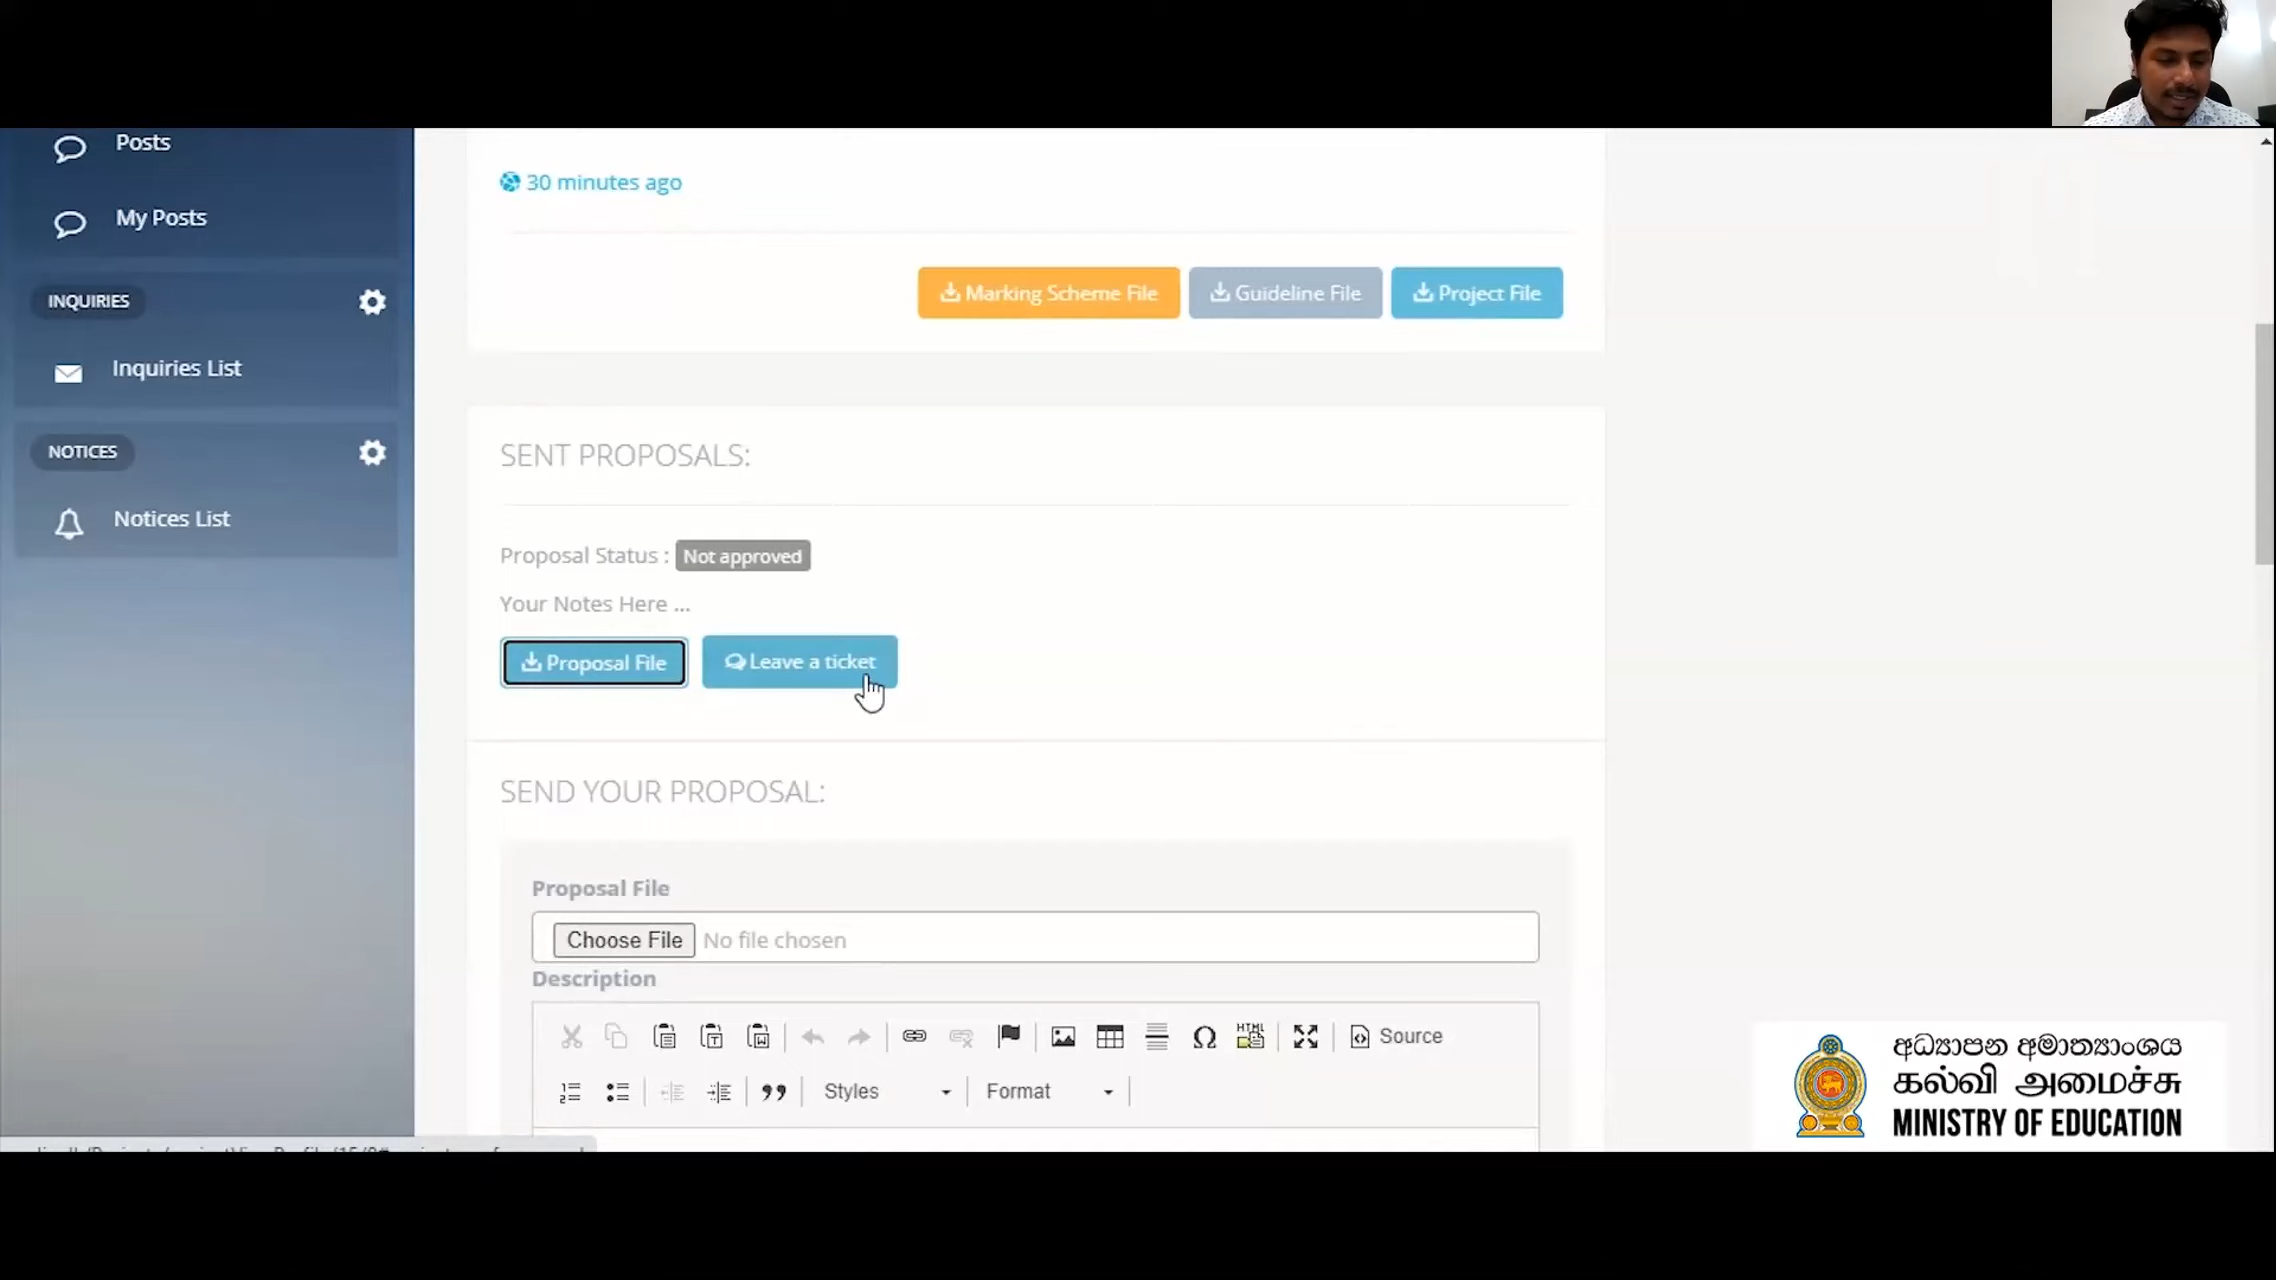 Posts
My Posts
INQUIRIES
Inquiries List
NOTICES
Notices List
30 minutes ago
Marking Scheme File
Guideline File
Project File
SENT PROPOSALS:
Proposal Status : Not approved
Your Notes Here ...
Proposal File
Leave a ticket
SEND YOUR PROPOSAL:
Proposal File
Choose File No file chosen
Description
Source
Styles
Format
අධ්‍යාපන අමාත්‍යාංශය
கல்வி அமைச்சு
MINISTRY OF EDUCATION